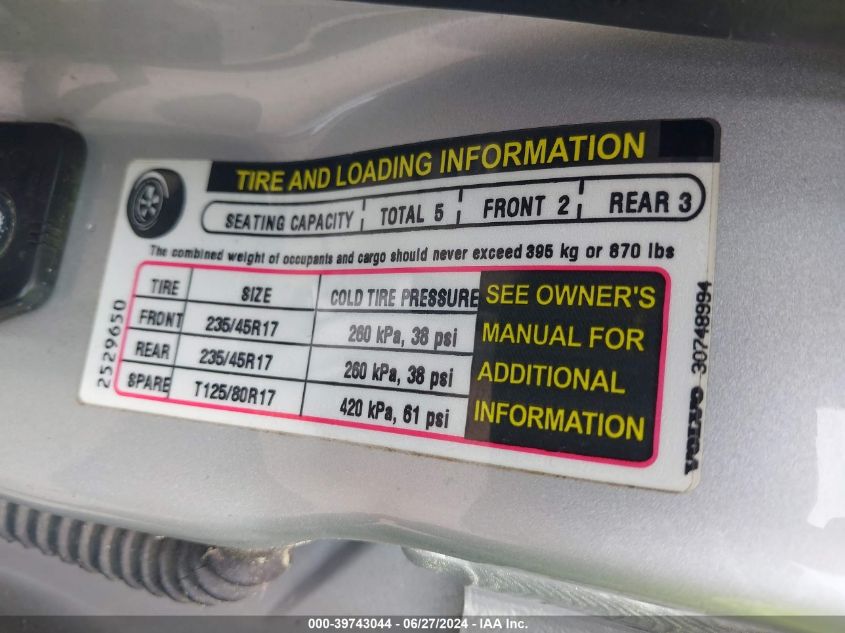 TIRE AND LOADING INFORMATION
SEATING CAPACITY TOTAL 5 FRONT 2 REAR 3
The combined weight of occupants and cargo should never exceed 395 kg or 870 lbs
TIRE SIZE COLD TIRE PRESSURE
FRONT 235/45R17 260 kPa, 38 psi
REAR 235/45R17 260 kPa, 38 psi
SPARE T125/80R17 420 kPa, 61 psi
SEE OWNER'S
MANUAL FOR
ADDITIONAL
INFORMATION
2529650
VOLVO 30748994
000-39743044 / 06/27/2024 - IAA Inc.